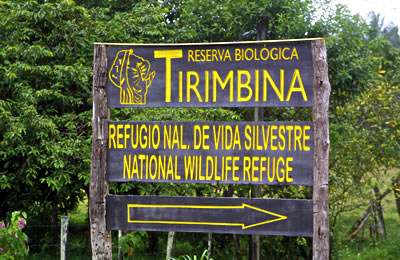 RESERVA BIOLÓGICA
TIRIMBINA
REFUGIO NAL. DE VIDA SILVESTRE
NATIONAL WILDLIFE REFUGE